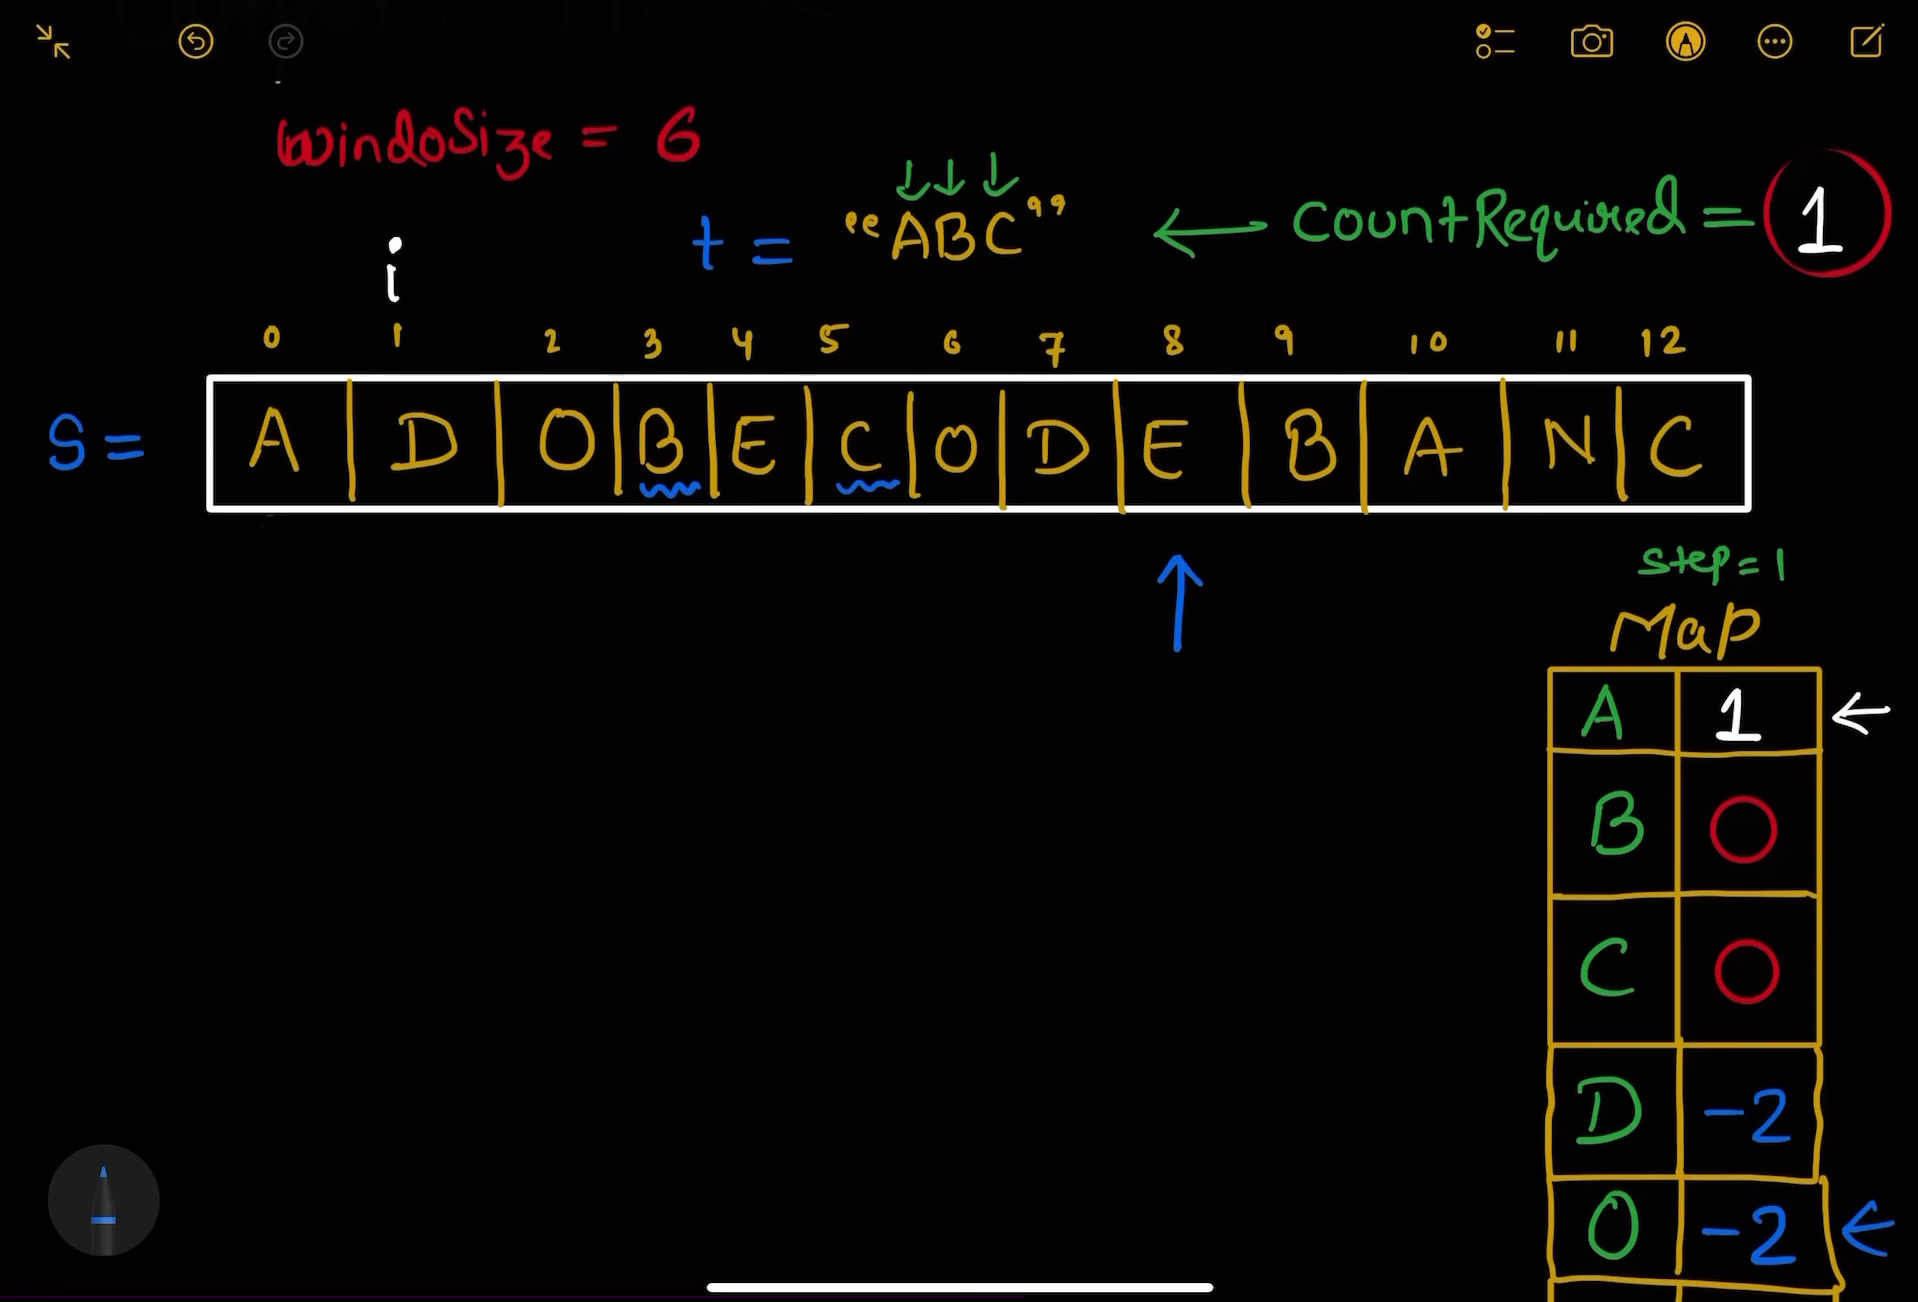 windoSize = 6
t = "ABC" ← CountRequired = 1
i
0 1 2 3 4 5 6 7 8 9 10 11 12
S = A D O B E C O D E B A N C
Step = 1
Map
A 1
B 0
C 0
D -2
O -2